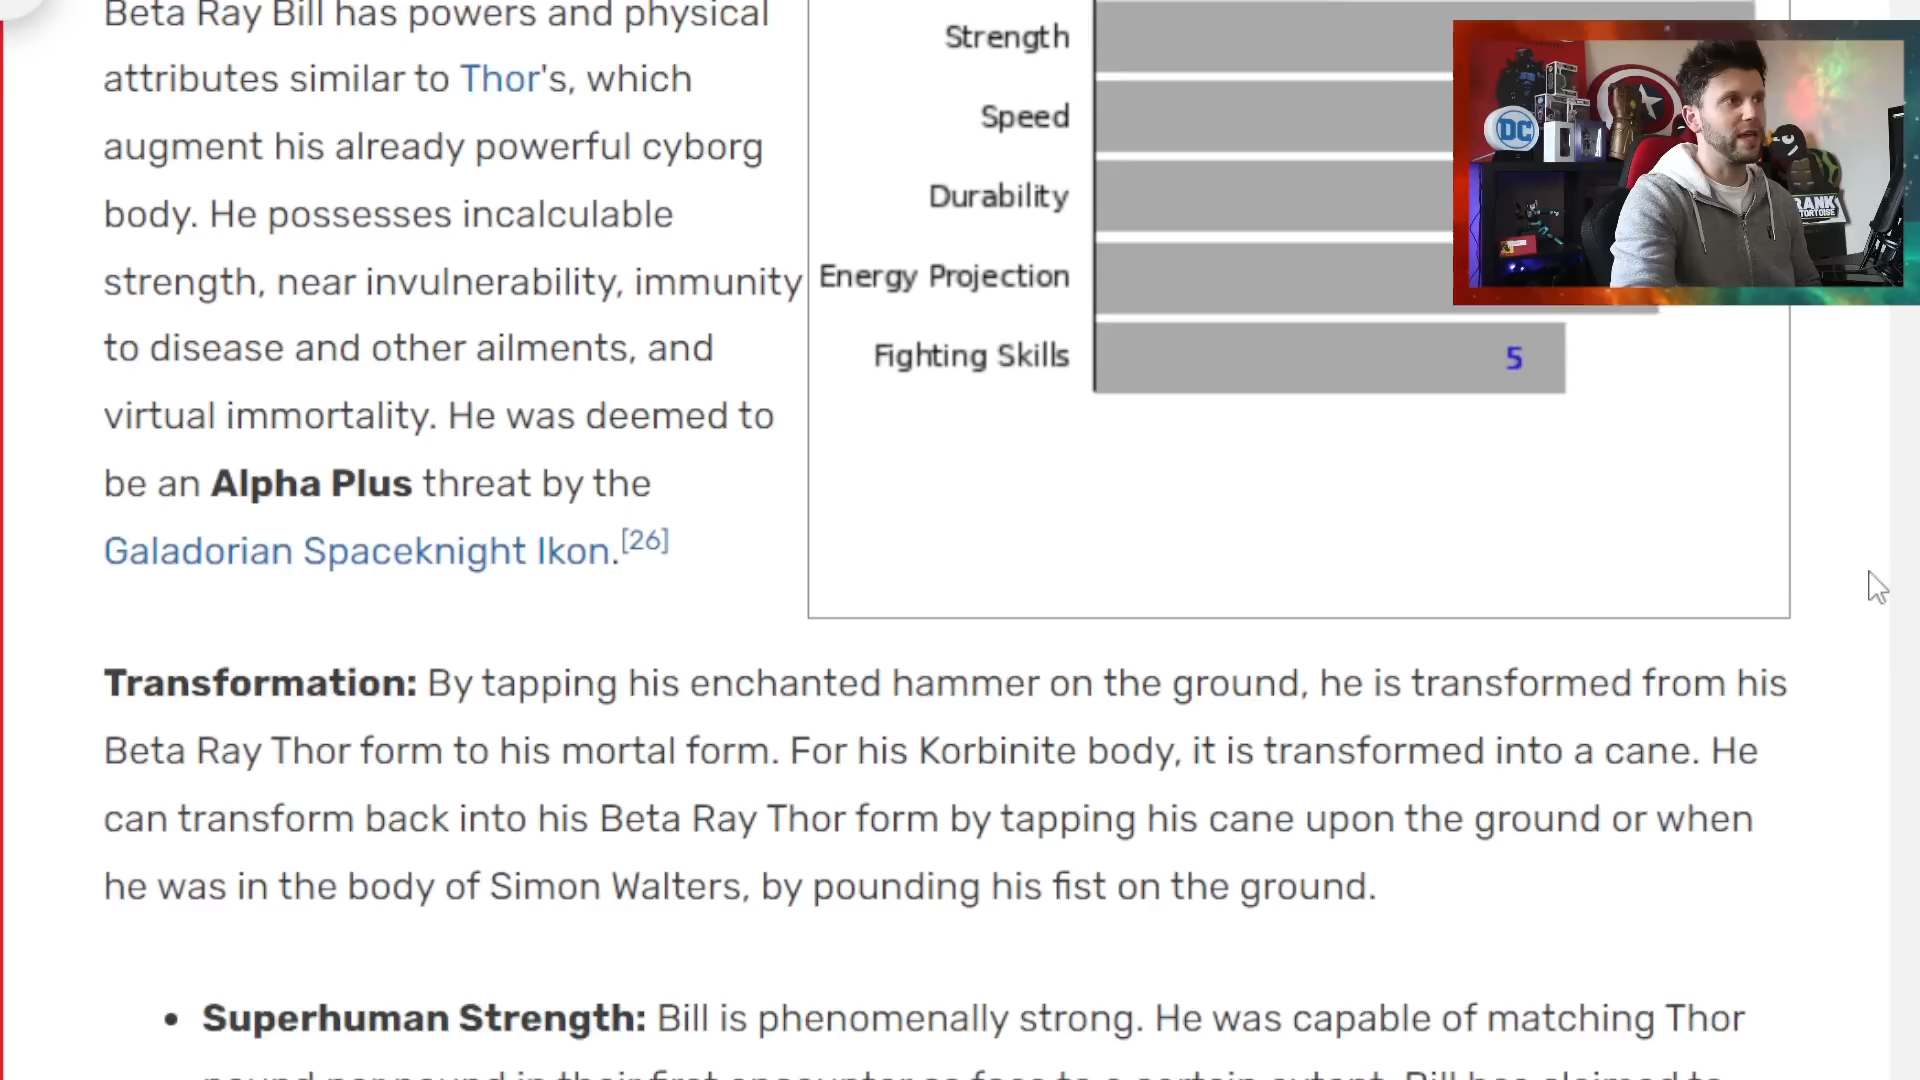 Beta Ray Bill has powers and physical
attributes similar to Thor's, which
augment his already powerful cyborg
body. He possesses incalculable
strength, near invulnerability, immunity
to disease and other ailments, and
virtual immortality. He was deemed to
be an Alpha Plus threat by the
Galadorian Spaceknight Ikon.[26]
Strength
Speed
Durability
Energy Projection
Fighting Skills
5
DC
RANK
TORTOISE
Transformation: By tapping his enchanted hammer on the ground, he is transformed from his
Beta Ray Thor form to his mortal form. For his Korbinite body, it is transformed into a cane. He
can transform back into his Beta Ray Thor form by tapping his cane upon the ground or when
he was in the body of Simon Walters, by pounding his fist on the ground.
• Superhuman Strength: Bill is phenomenally strong. He was capable of matching Thor